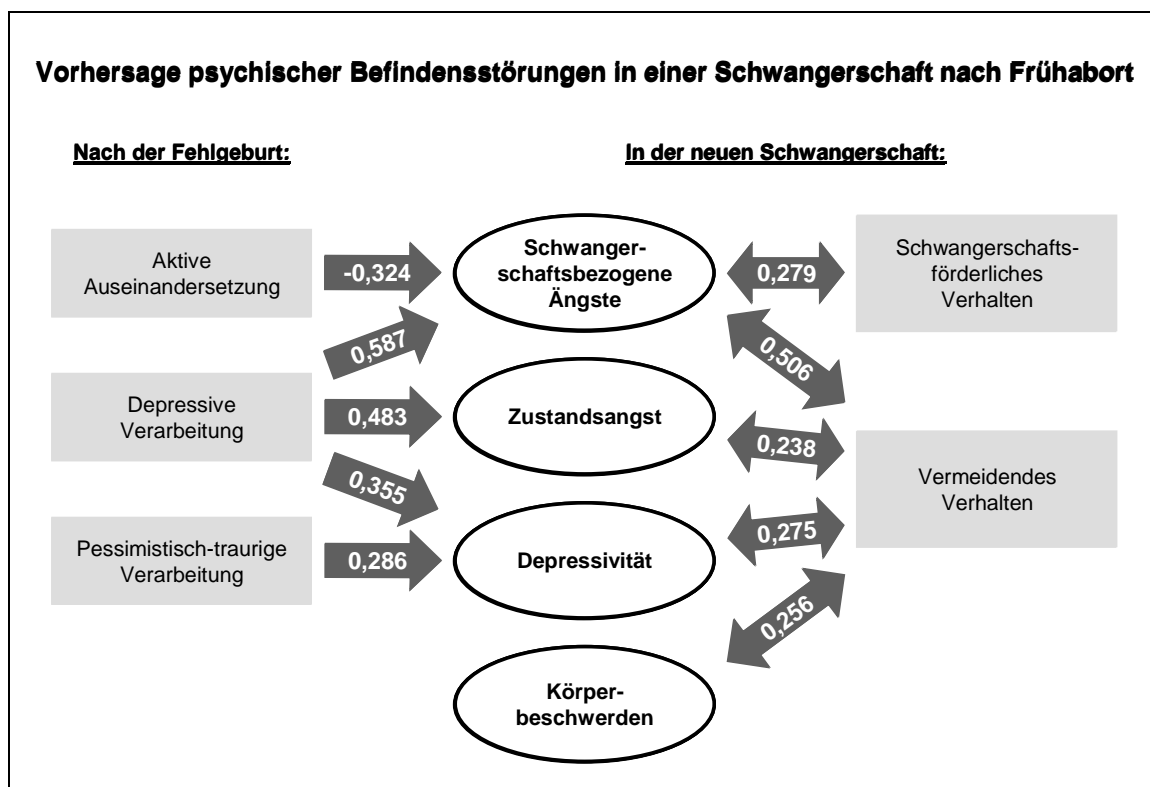 Vorhersage psychischer Befindensstörungen in einer Schwangerschaft nach Frühabort
Nach der Fehlgeburt:
In der neuen Schwangerschaft:
Aktive
Auseinandersetzung
-0,324
Schwanger-
schaftsbezogene
Ängste
0,279
Schwangerschafts-
förderliches
Verhalten
0,587
0,506
Depressive
Verarbeitung
0,483
Zustandsangst
0,238
0,355
Vermeidendes
Verhalten
Pessimistisch-traurige
Verarbeitung
0,286
Depressivität
0,275
0,256
Körper-
beschwerden